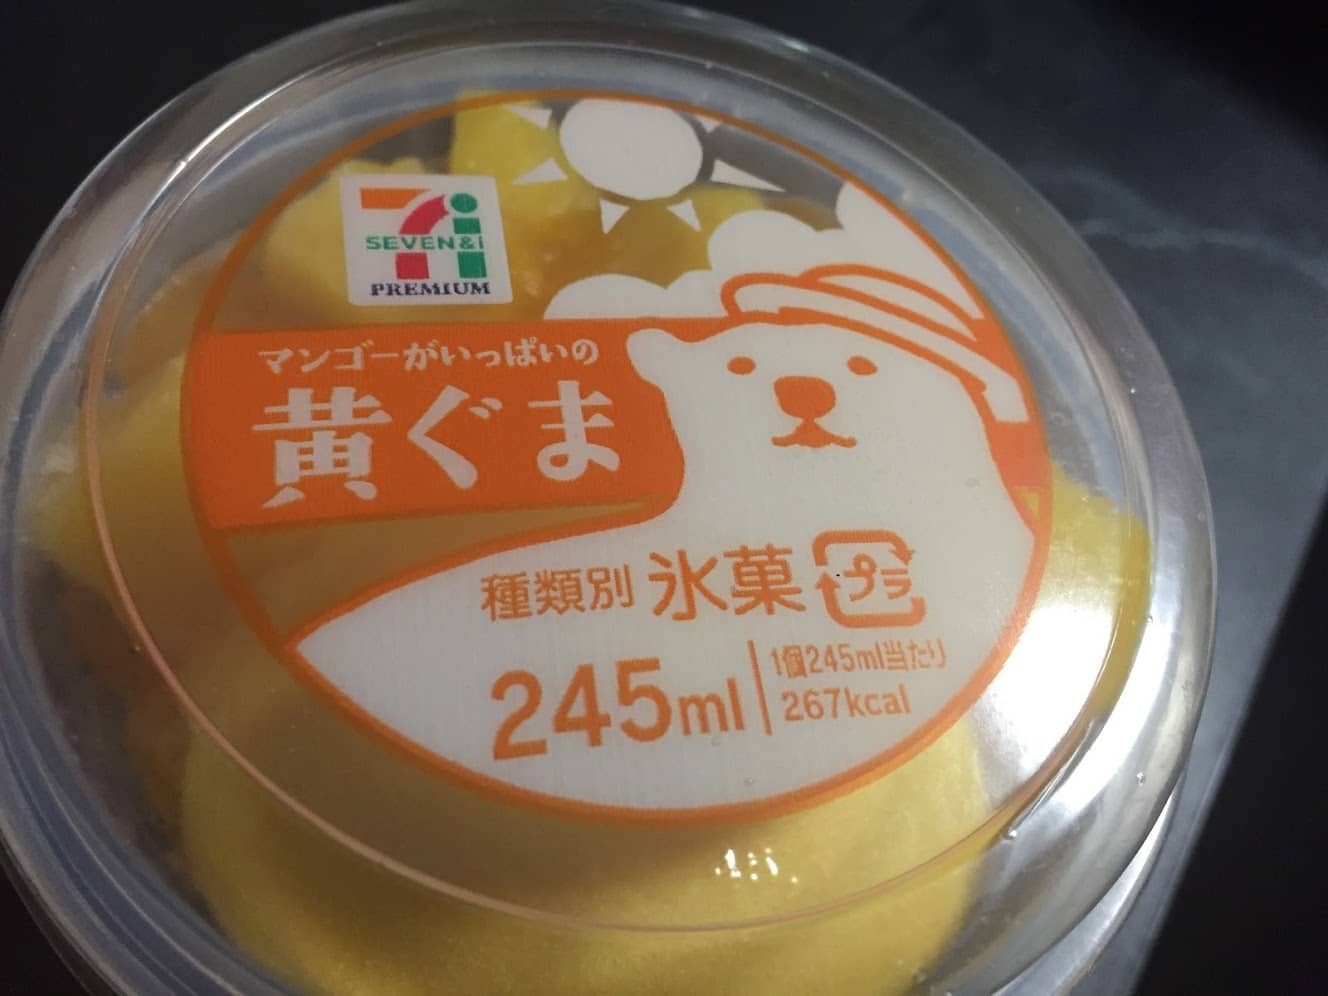 SEVEN&i
PREMIUM
マンゴーがいっぱいの
黄ぐま
種類別 氷菓 プラ
245ml
1個245ml当たり
267kcal